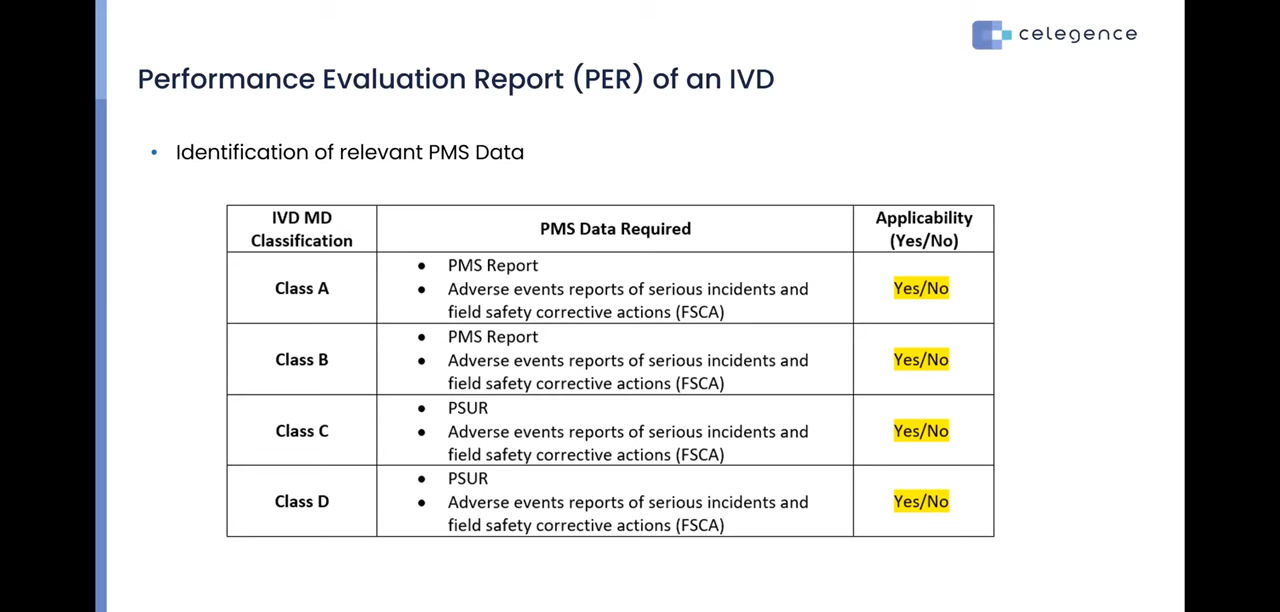 celegence
Performance Evaluation Report (PER) of an IVD
• Identification of relevant PMS Data
IVD MD
Classification
PMS Data Required
Applicability
(Yes/No)
Class A
• PMS Report
• Adverse events reports of serious incidents and
field safety corrective actions (FSCA)
Yes/No
Class B
• PMS Report
• Adverse events reports of serious incidents and
field safety corrective actions (FSCA)
Yes/No
Class C
• PSUR
• Adverse events reports of serious incidents and
field safety corrective actions (FSCA)
Yes/No
Class D
• PSUR
• Adverse events reports of serious incidents and
field safety corrective actions (FSCA)
Yes/No